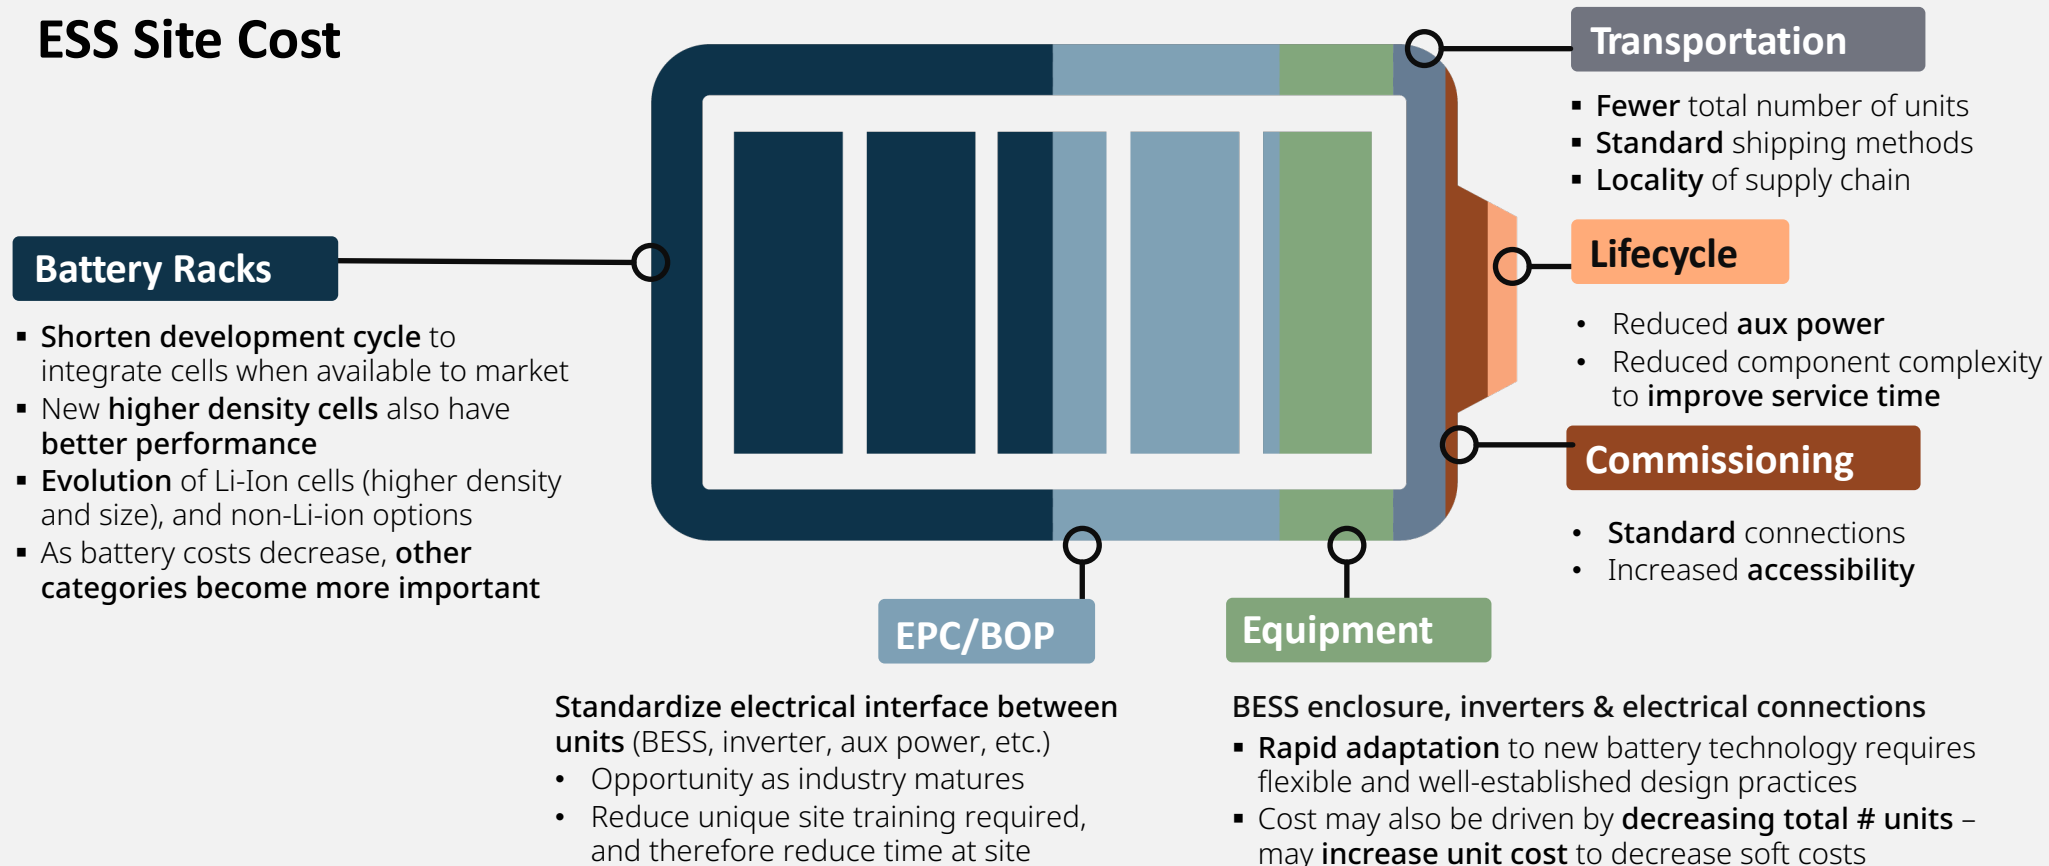 ESS Site Cost
Battery Racks
▪ Shorten development cycle to
integrate cells when available to market
▪ New higher density cells also have
better performance
▪ Evolution of Li-Ion cells (higher density
and size), and non-Li-ion options
▪ As battery costs decrease, other
categories become more important
EPC/BOP
Standardize electrical interface between
units (BESS, inverter, aux power, etc.)
• Opportunity as industry matures
• Reduce unique site training required,
and therefore reduce time at site
Equipment
BESS enclosure, inverters & electrical connections
▪ Rapid adaptation to new battery technology requires
flexible and well-established design practices
▪ Cost may also be driven by decreasing total # units –
may increase unit cost to decrease soft costs
Transportation
▪ Fewer total number of units
▪ Standard shipping methods
▪ Locality of supply chain
Lifecycle
• Reduced aux power
• Reduced component complexity
to improve service time
Commissioning
• Standard connections
• Increased accessibility